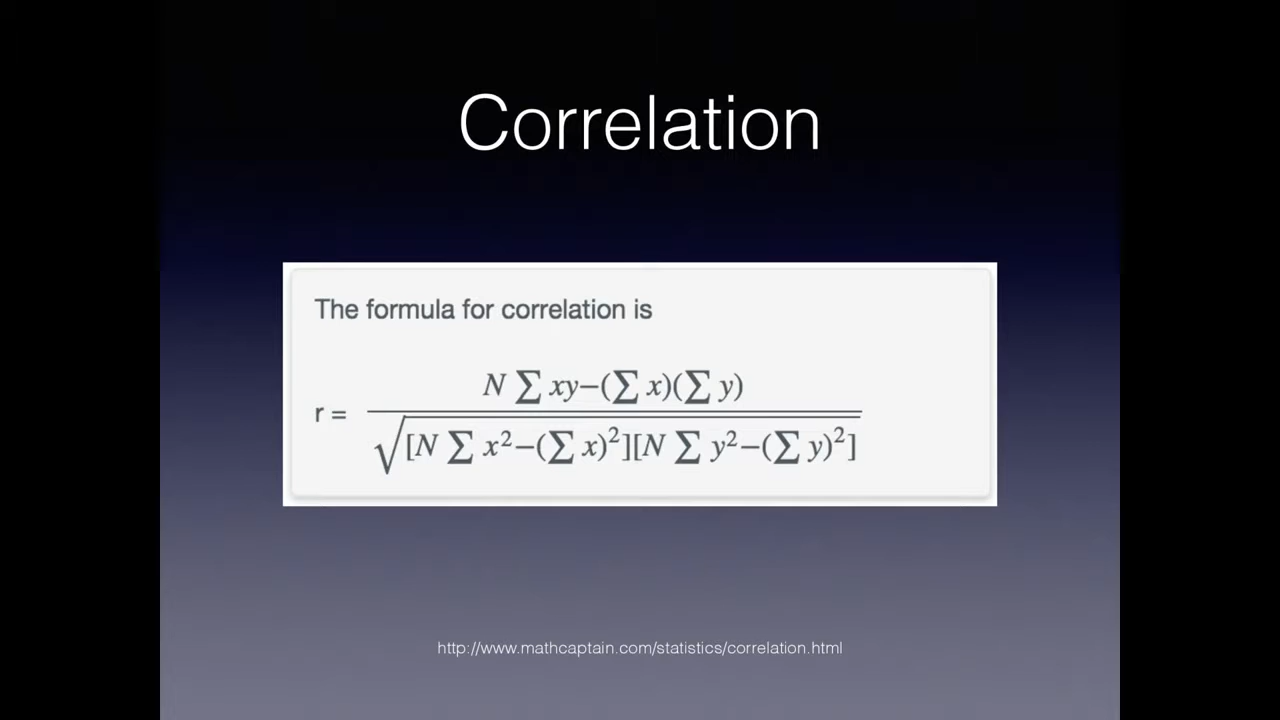 Correlation
The formula for correlation is
r = N ∑ xy−(∑ x)(∑ y) / √[N ∑ x²−(∑ x)²][N ∑ y²−(∑ y)²]
http://www.mathcaptain.com/statistics/correlation.html